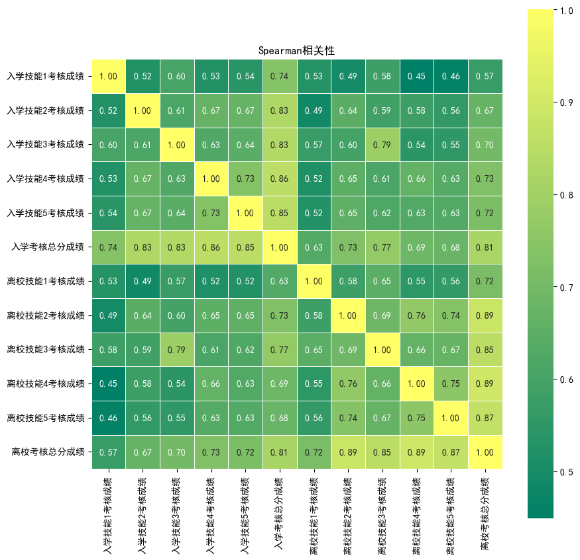 Spearman相关性
入学技能1考核成绩 1.00 0.52 0.60 0.53 0.54 0.74 0.53 0.49 0.58 0.45 0.46 0.57
入学技能2考核成绩 0.52 1.00 0.61 0.67 0.67 0.83 0.49 0.64 0.59 0.58 0.56 0.67
入学技能3考核成绩 0.60 0.61 1.00 0.63 0.64 0.83 0.57 0.60 0.79 0.54 0.55 0.70
入学技能4考核成绩 0.53 0.67 0.63 1.00 0.73 0.86 0.52 0.65 0.61 0.66 0.63 0.73
入学技能5考核成绩 0.54 0.67 0.64 0.73 1.00 0.85 0.52 0.65 0.62 0.63 0.63 0.72
入学考核总分成绩 0.74 0.83 0.83 0.86 0.85 1.00 0.63 0.73 0.77 0.69 0.68 0.81
离校技能1考核成绩 0.53 0.49 0.57 0.52 0.52 0.63 1.00 0.58 0.65 0.55 0.56 0.72
离校技能2考核成绩 0.49 0.64 0.60 0.65 0.65 0.73 0.58 1.00 0.69 0.76 0.74 0.89
离校技能3考核成绩 0.58 0.59 0.79 0.61 0.62 0.77 0.65 0.69 1.00 0.66 0.67 0.85
离校技能4考核成绩 0.45 0.58 0.54 0.66 0.63 0.69 0.55 0.76 0.66 1.00 0.75 0.89
离校技能5考核成绩 0.46 0.56 0.55 0.63 0.63 0.68 0.56 0.74 0.67 0.75 1.00 0.87
离校考核总分成绩 0.57 0.67 0.70 0.73 0.72 0.81 0.72 0.89 0.85 0.89 0.87 1.00
入学技能1考核成绩
入学技能2考核成绩
入学技能3考核成绩
入学技能4考核成绩
入学技能5考核成绩
入学考核总分成绩
离校技能1考核成绩
离校技能2考核成绩
离校技能3考核成绩
离校技能4考核成绩
离校技能5考核成绩
离校考核总分成绩
1.0
0.9
0.8
0.7
0.6
0.5